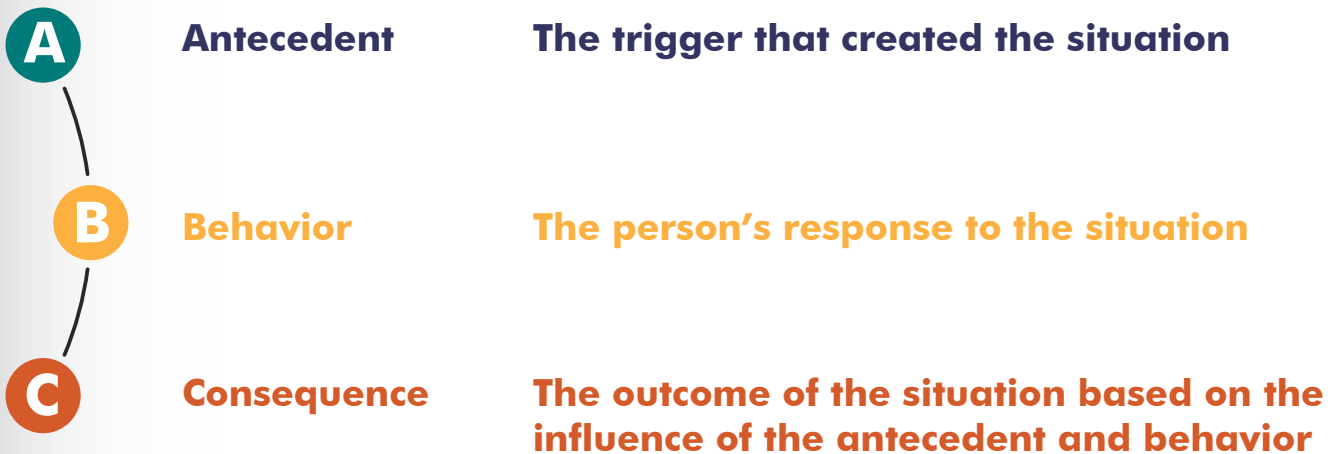 A Antecedent The trigger that created the situation
B Behavior The person’s response to the situation
C Consequence The outcome of the situation based on the
influence of the antecedent and behavior